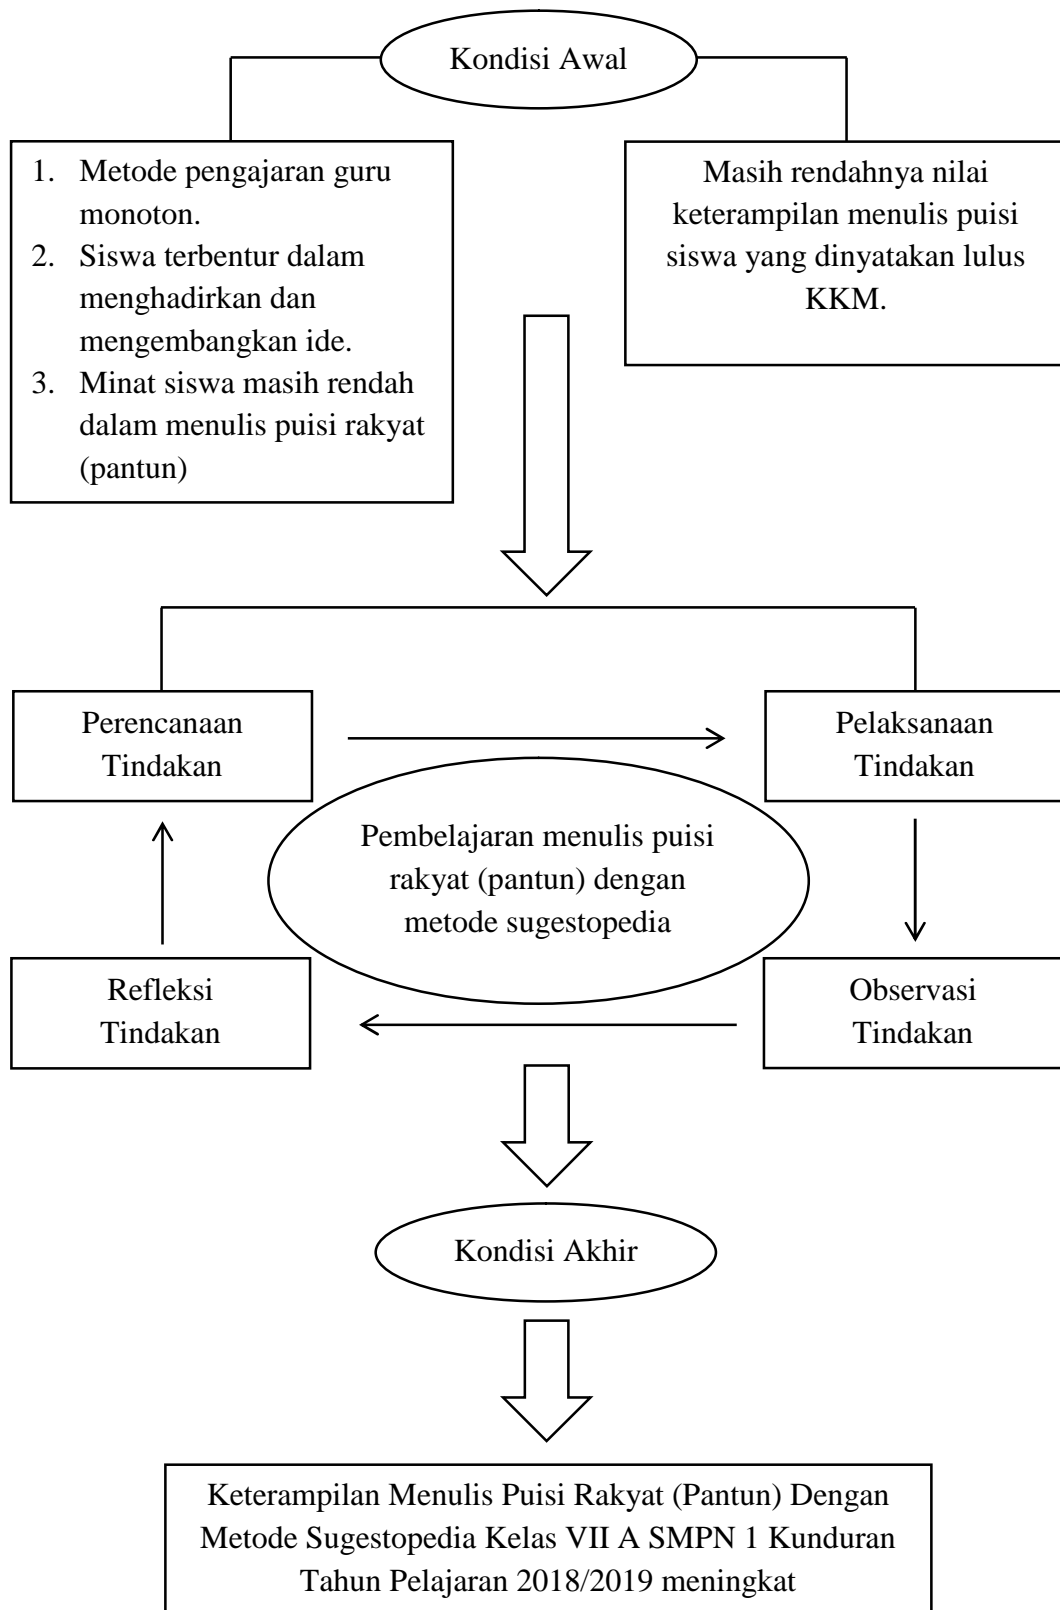 Kondisi Awal
1. Metode pengajaran guru
monoton.
2. Siswa terbentur dalam
menghadirkan dan
mengembangkan ide.
3. Minat siswa masih rendah
dalam menulis puisi rakyat
(pantun)
Masih rendahnya nilai
keterampilan menulis puisi
siswa yang dinyatakan lulus
KKM.
Perencanaan
Tindakan
Pelaksanaan
Tindakan
Pembelajaran menulis puisi
rakyat (pantun) dengan
metode sugestopedia
Refleksi
Tindakan
Observasi
Tindakan
Kondisi Akhir
Keterampilan Menulis Puisi Rakyat (Pantun) Dengan
Metode Sugestopedia Kelas VII A SMPN 1 Kunduran
Tahun Pelajaran 2018/2019 meningkat